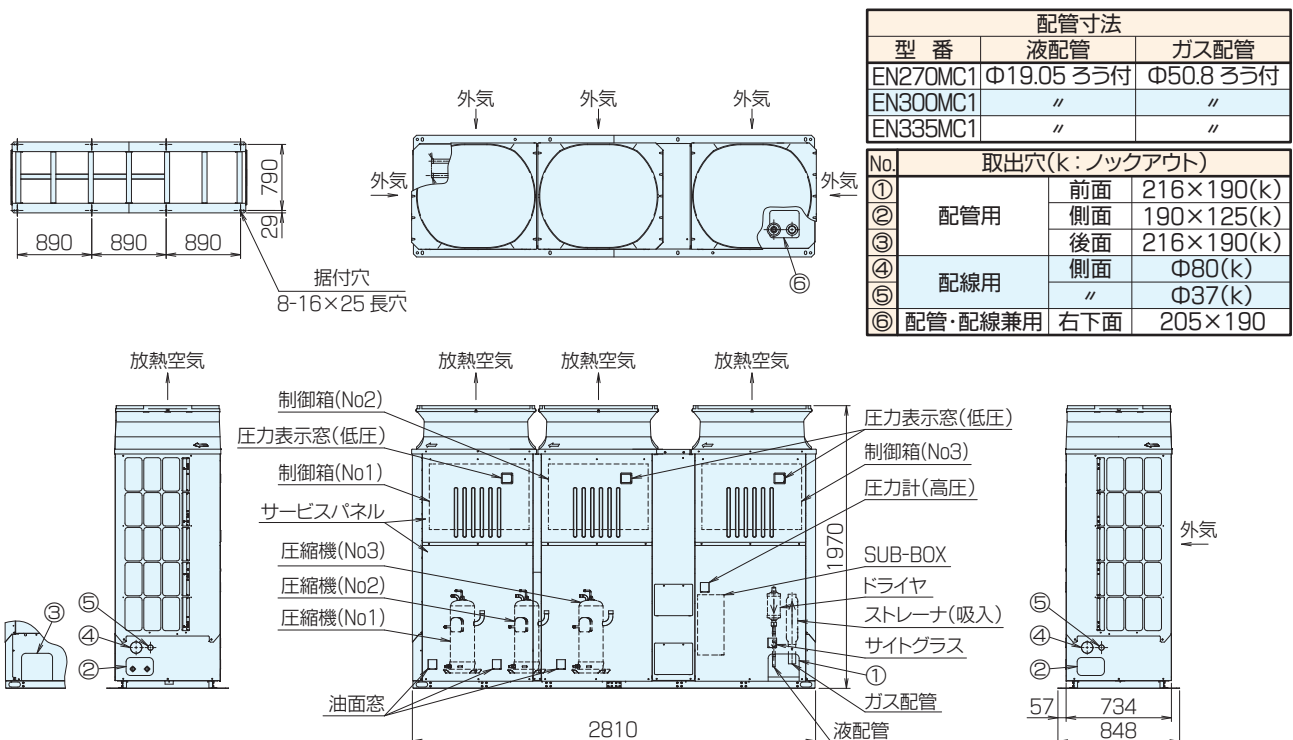 配管寸法
型 番 液配管 ガス配管
EN270MC1 Φ19.05 ろう付 Φ50.8 ろう付
EN300MC1 〃 〃
EN335MC1 〃 〃
No. 取出穴(k:ノックアウト)
① 配管用 前面 216×190(k)
② 側面 190×125(k)
③ 後面 216×190(k)
④ 配線用 側面 Φ80(k)
⑤ 〃 Φ37(k)
⑥ 配管・配線兼用 右下面 205×190
790
29
890 890 890
据付穴
8-16×25 長穴
外気 外気 外気
外気 外気
⑥
放熱空気
⑤
④
③
②
放熱空気 放熱空気 放熱空気
制御箱(No2)
圧力表示窓(低圧)
制御箱(No1)
サービスパネル
圧縮機(No3)
圧縮機(No2)
圧縮機(No1)
油面窓
圧力表示窓(低圧)
制御箱(No3)
圧力計(高圧)
1970
SUB-BOX
ドライヤ
ストレーナ(吸入)
サイトグラス
①
ガス配管
液配管
2810
外気
⑤
④
②
57 734
848